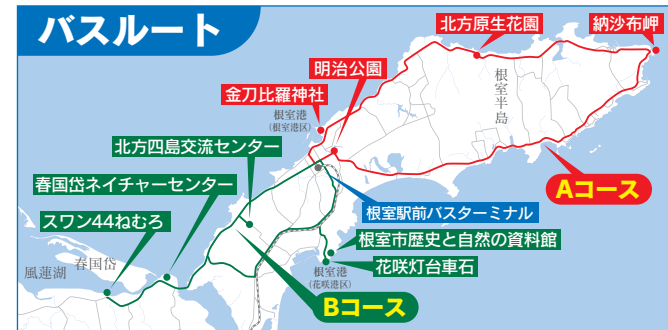 バスルート
北方原生花園
納沙布岬
明治公園
金刀比羅神社
根室港
(根室港区)
根室半島
北方四島交流センター
春国岱ネイチャーセンター
スワン44ねむろ
Aコース
根室駅前バスターミナル
根室市歴史と自然の資料館
花咲灯台車石
春国岱
風蓮湖
根室港
(花咲港区)
Bコース